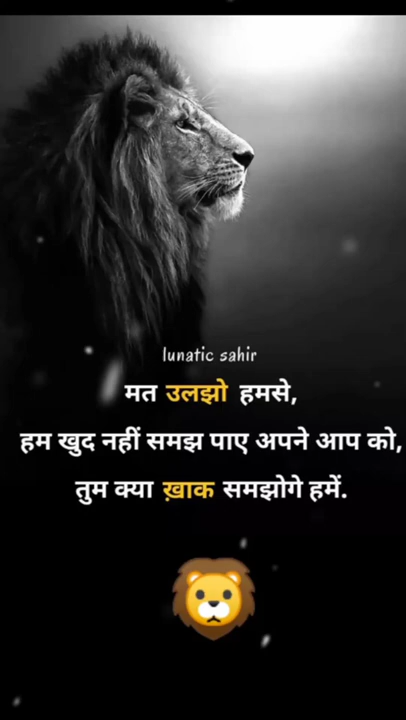 lunatic sahir
मत उलझो हमसे,
हम खुद नहीं समझ पाए अपने आप को,
तुम क्या ख़ाक समझोगे हमें.